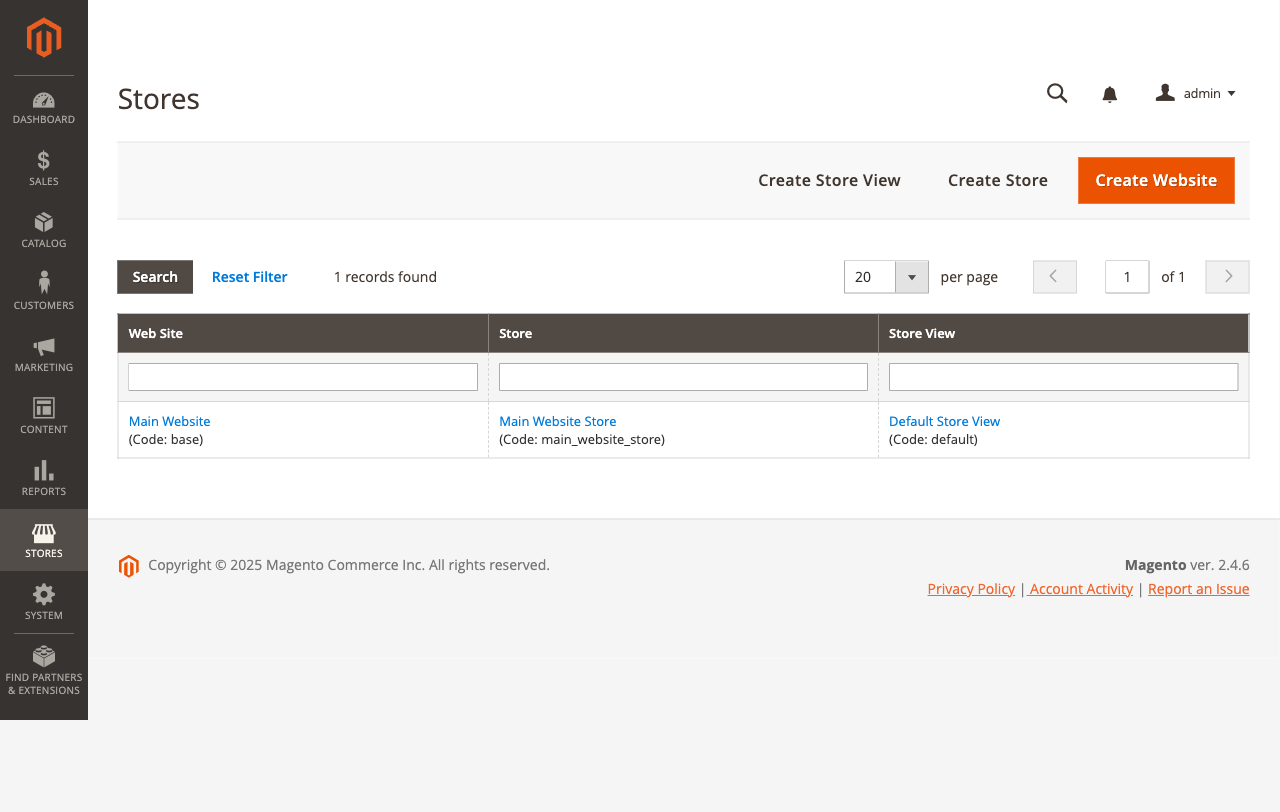 Stores
admin
Create Store View
Create Store
Create Website
Search
Reset Filter
1 records found
20
per page
1
of 1
Web Site
Store
Store View
Main Website
(Code: base)
Main Website Store
(Code: main_website_store)
Default Store View
(Code: default)
DASHBOARD
SALES
CATALOG
CUSTOMERS
MARKETING
CONTENT
REPORTS
STORES
SYSTEM
FIND PARTNERS
& EXTENSIONS
Copyright © 2025 Magento Commerce Inc. All rights reserved.
Magento ver. 2.4.6
Privacy Policy | Account Activity | Report an Issue